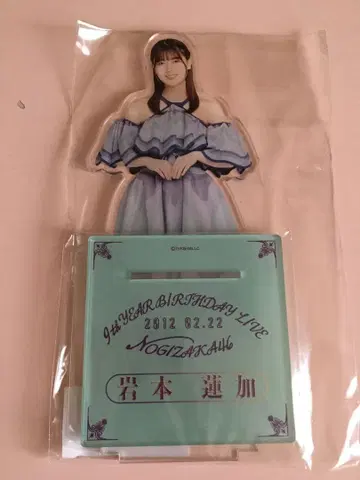 9th YEAR BIRTHDAY LIVE
2012 02.22
NOGIZAKA46
岩本 蓮加